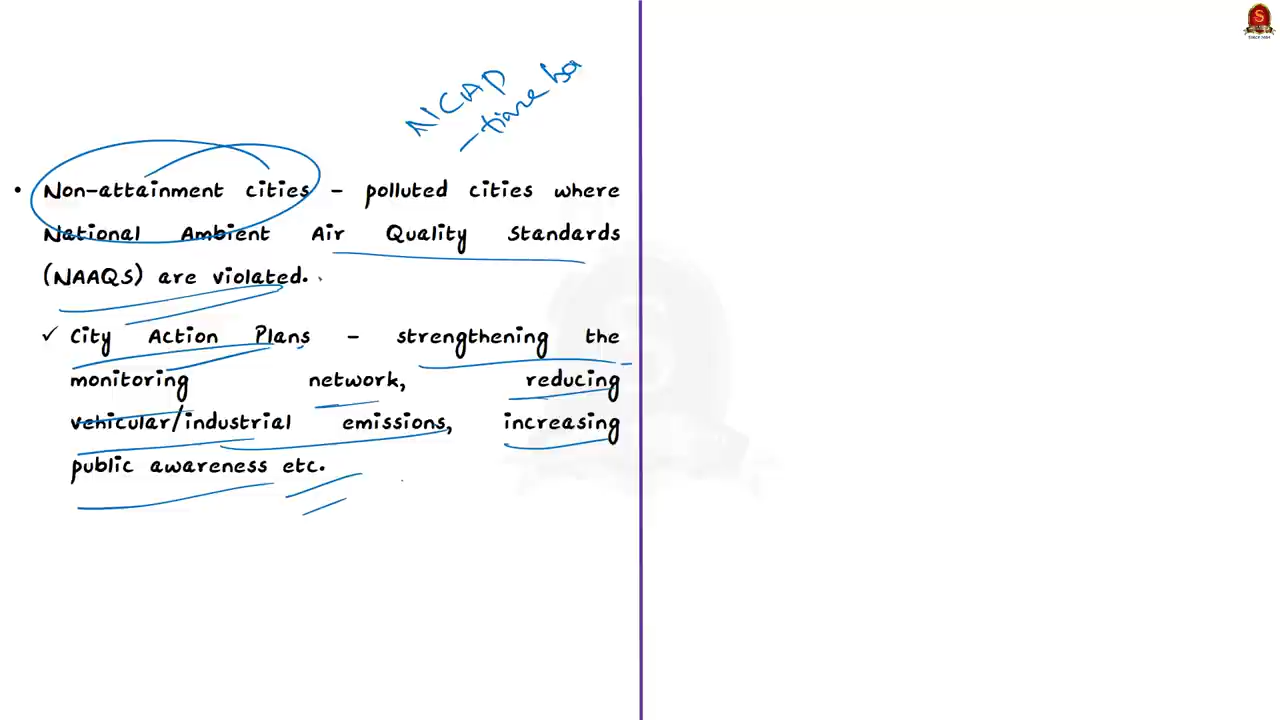 NCAP
- time ba
• Non-attainment cities - polluted cities where
National Ambient Air Quality Standards
(NAAQS) are violated.
✓ City Action Plans - strengthening the
monitoring network, reducing
vehicular/industrial emissions, increasing
public awareness etc.